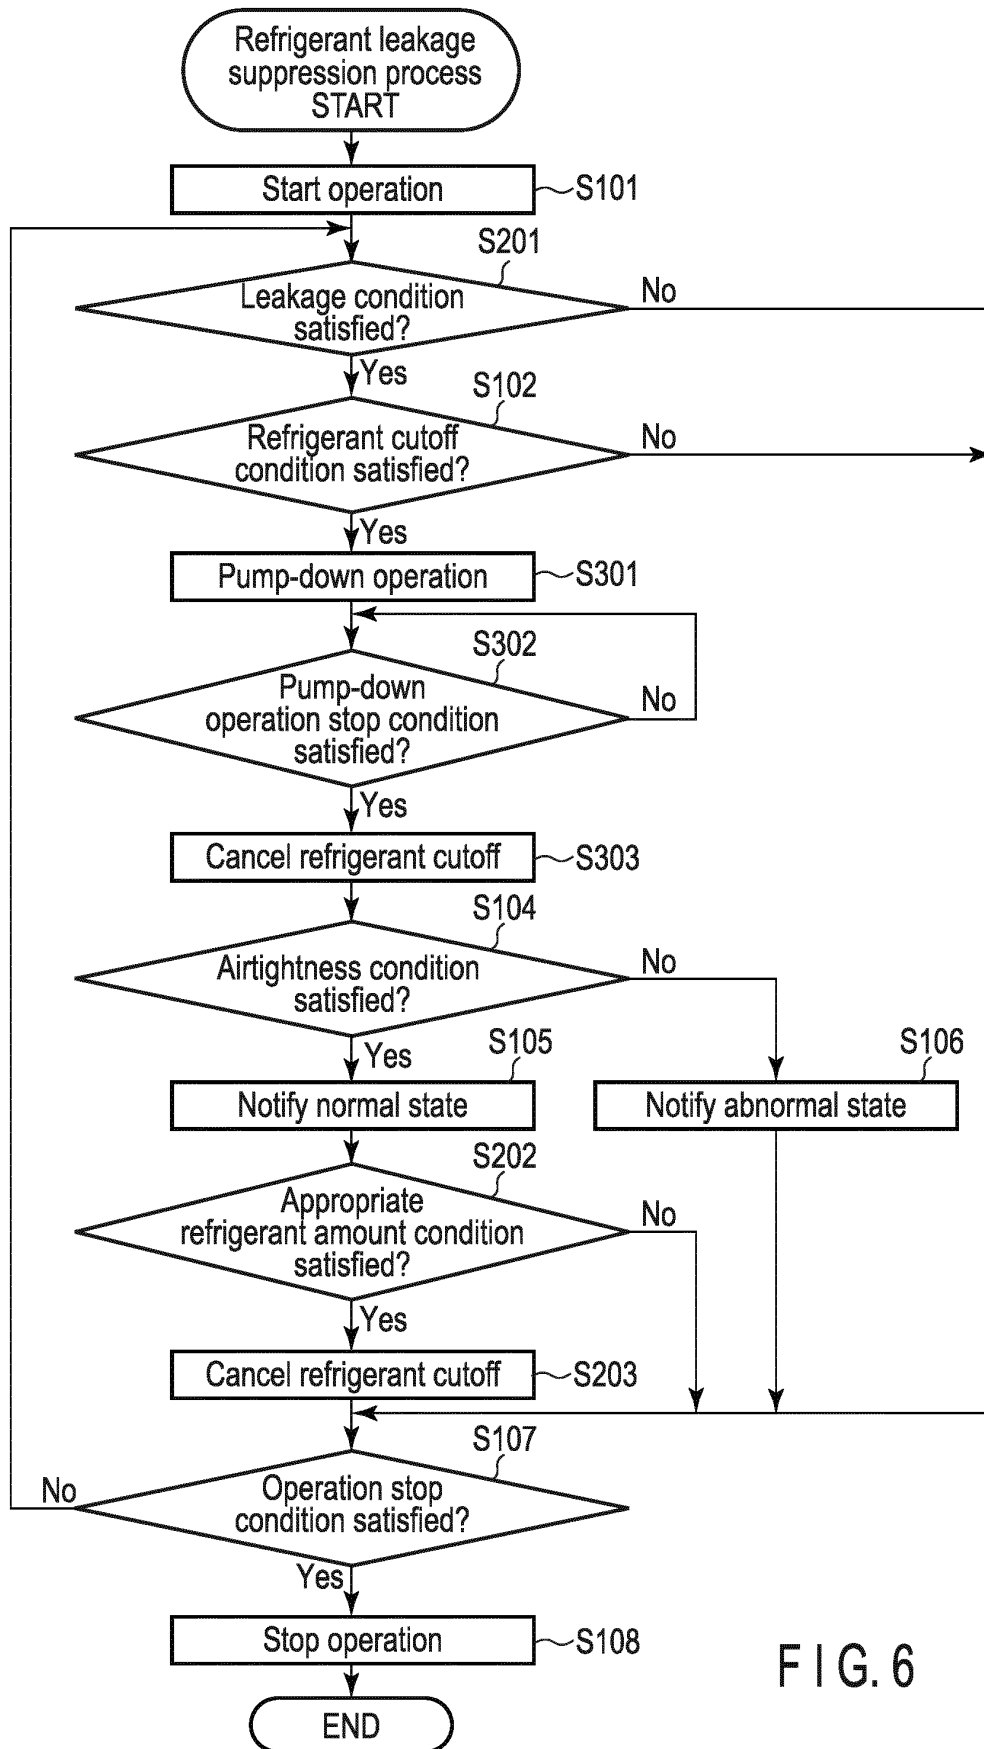 Refrigerant leakage
suppression process
START
Start operation
S101
S201
Leakage condition
satisfied?
No
Yes
S102
Refrigerant cutoff
condition satisfied?
No
Yes
Pump-down operation
S301
S302
Pump-down
operation stop condition
satisfied?
No
Yes
Cancel refrigerant cutoff
S303
S104
Airtightness condition
satisfied?
No
Yes
S105
Notify normal state
S106
Notify abnormal state
S202
Appropriate
refrigerant amount condition
satisfied?
No
Yes
Cancel refrigerant cutoff
S203
S107
Operation stop
condition satisfied?
No
Yes
Stop operation
S108
END
FIG. 6